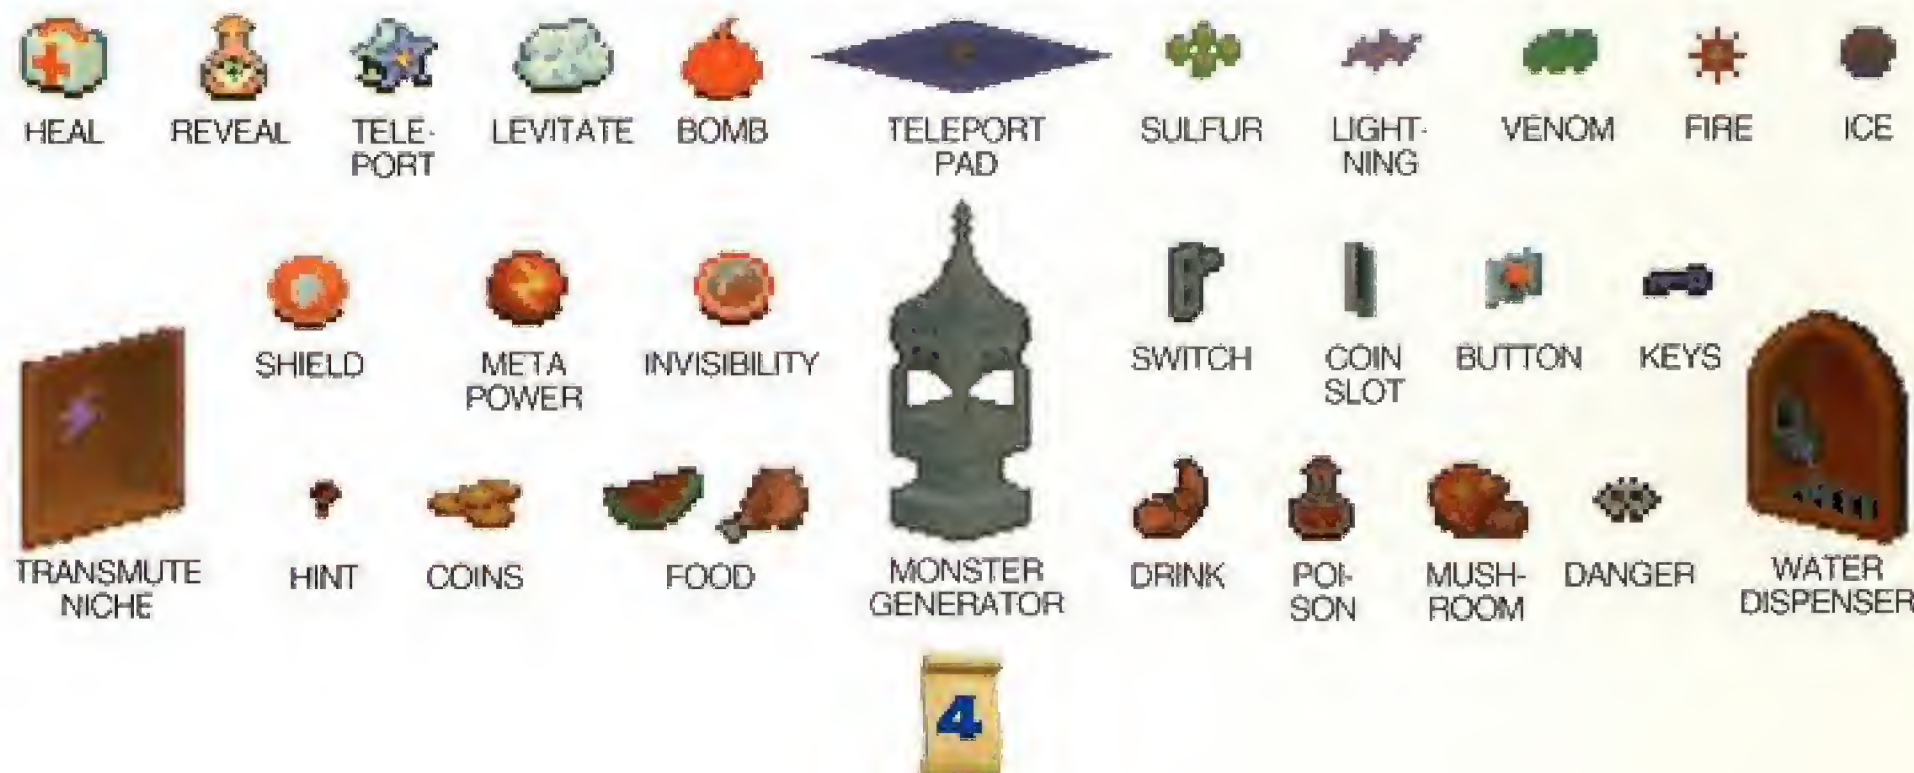 HEAL
REVEAL
TELE-
PORT
LEVITATE
BOMB
TELEPORT
PAD
SULFUR
LIGHT-
NING
VENOM
FIRE
ICE
SHIELD
META
POWER
INVISIBILITY
SWITCH
COIN
SLOT
BUTTON
KEYS
TRANSMUTE
NICHE
HINT
COINS
FOOD
MONSTER
GENERATOR
DRINK
POI-
SON
MUSH-
ROOM
DANGER
WATER
DISPENSER
4